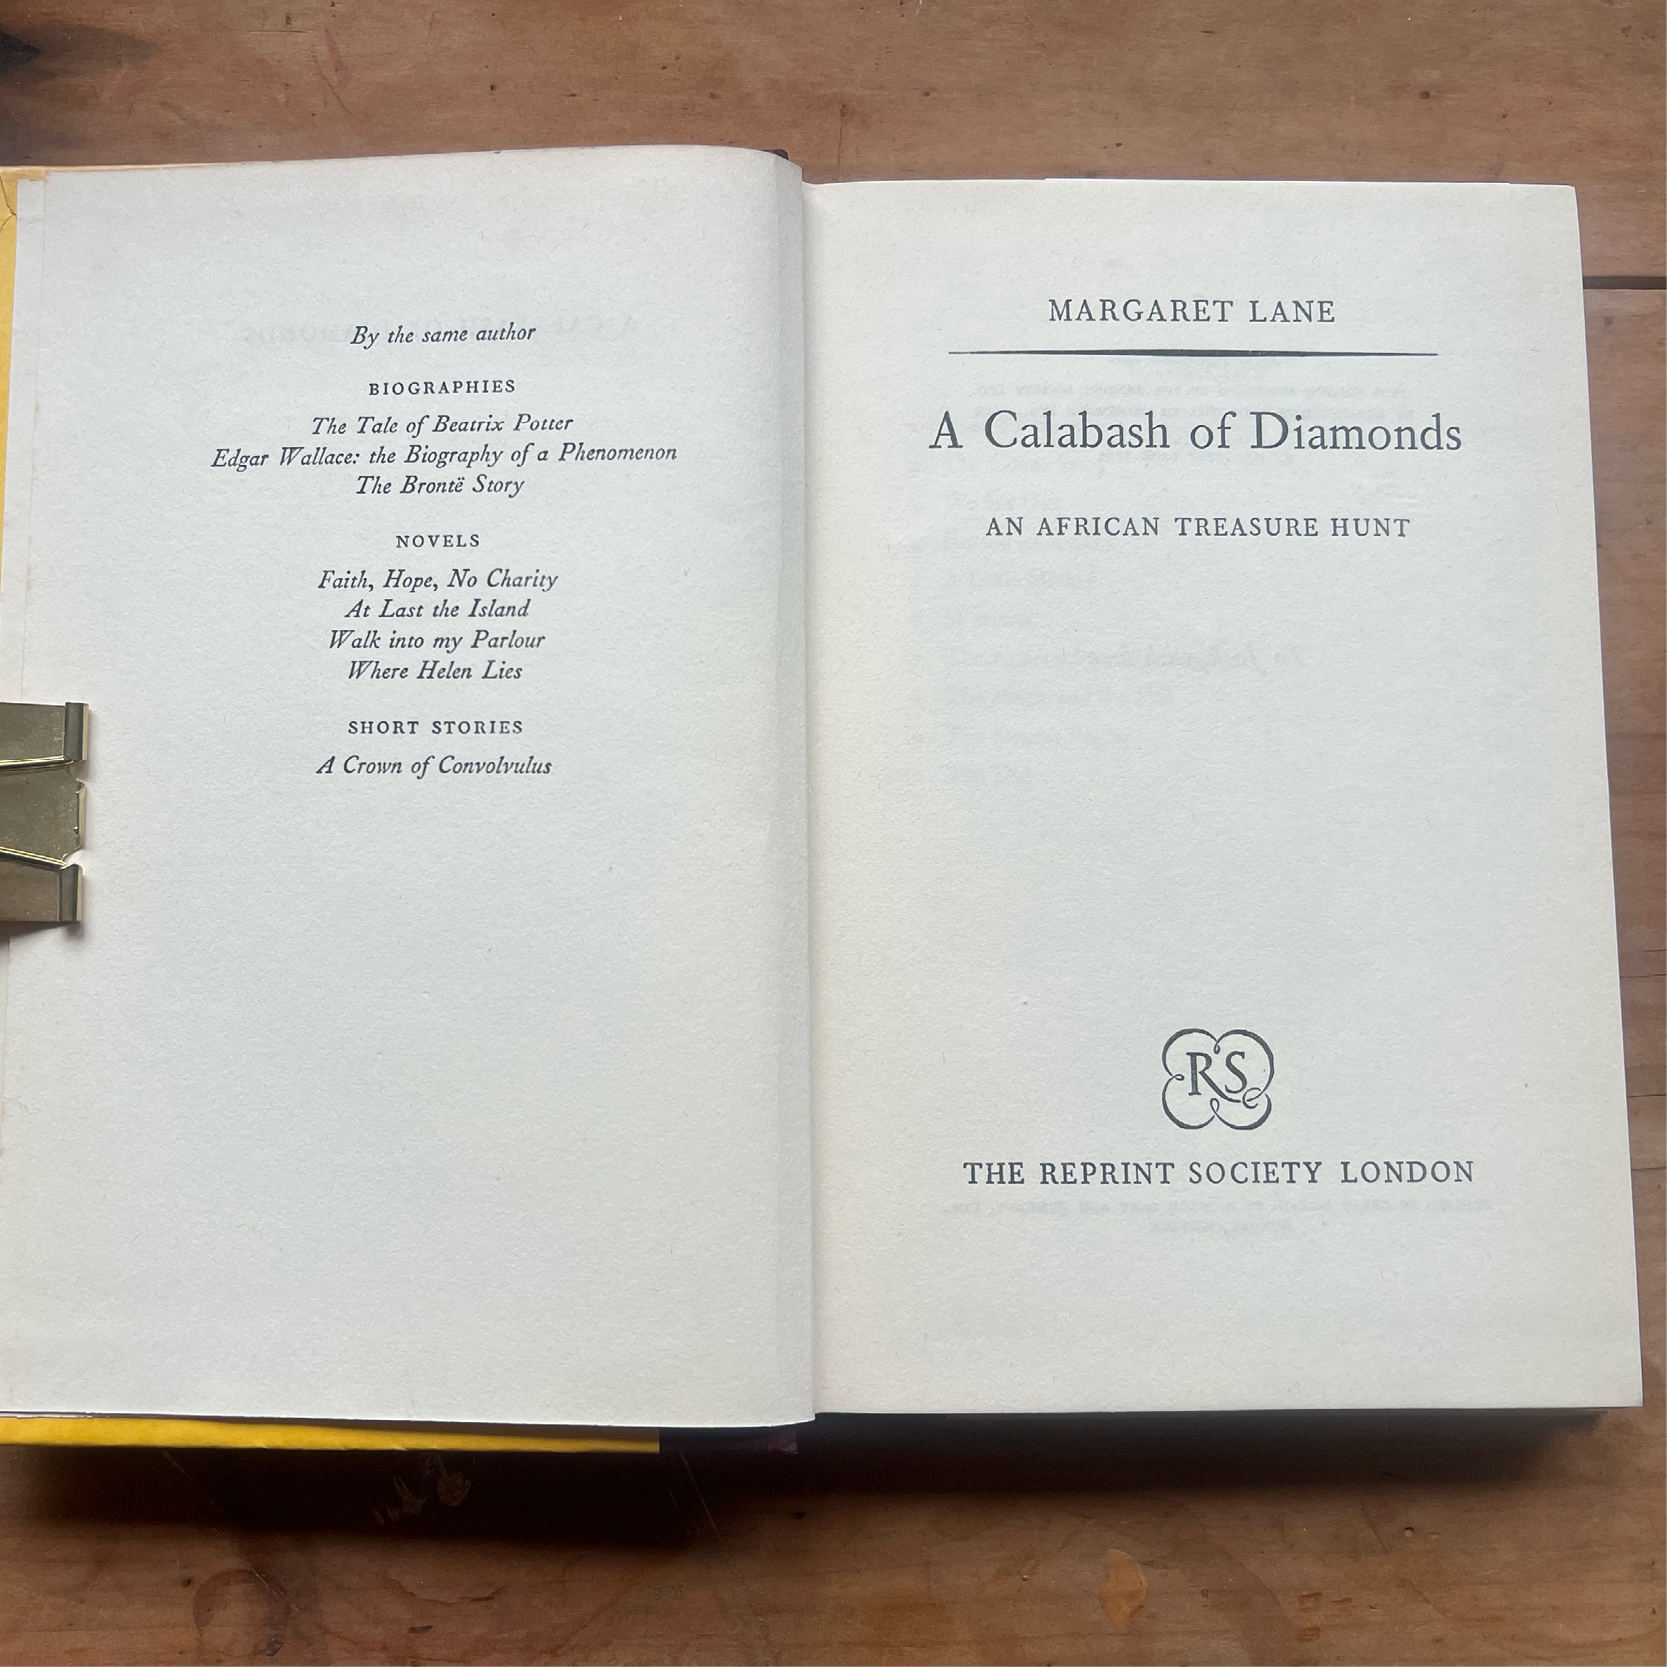 By the same author
BIOGRAPHIES
The Tale of Beatrix Potter
Edgar Wallace: the Biography of a Phenomenon
The Brontë Story
NOVELS
Faith, Hope, No Charity
At Last the Island
Walk into my Parlour
Where Helen Lies
SHORT STORIES
A Crown of Convolvulus
MARGARET LANE
A Calabash of Diamonds
AN AFRICAN TREASURE HUNT
RS
THE REPRINT SOCIETY LONDON